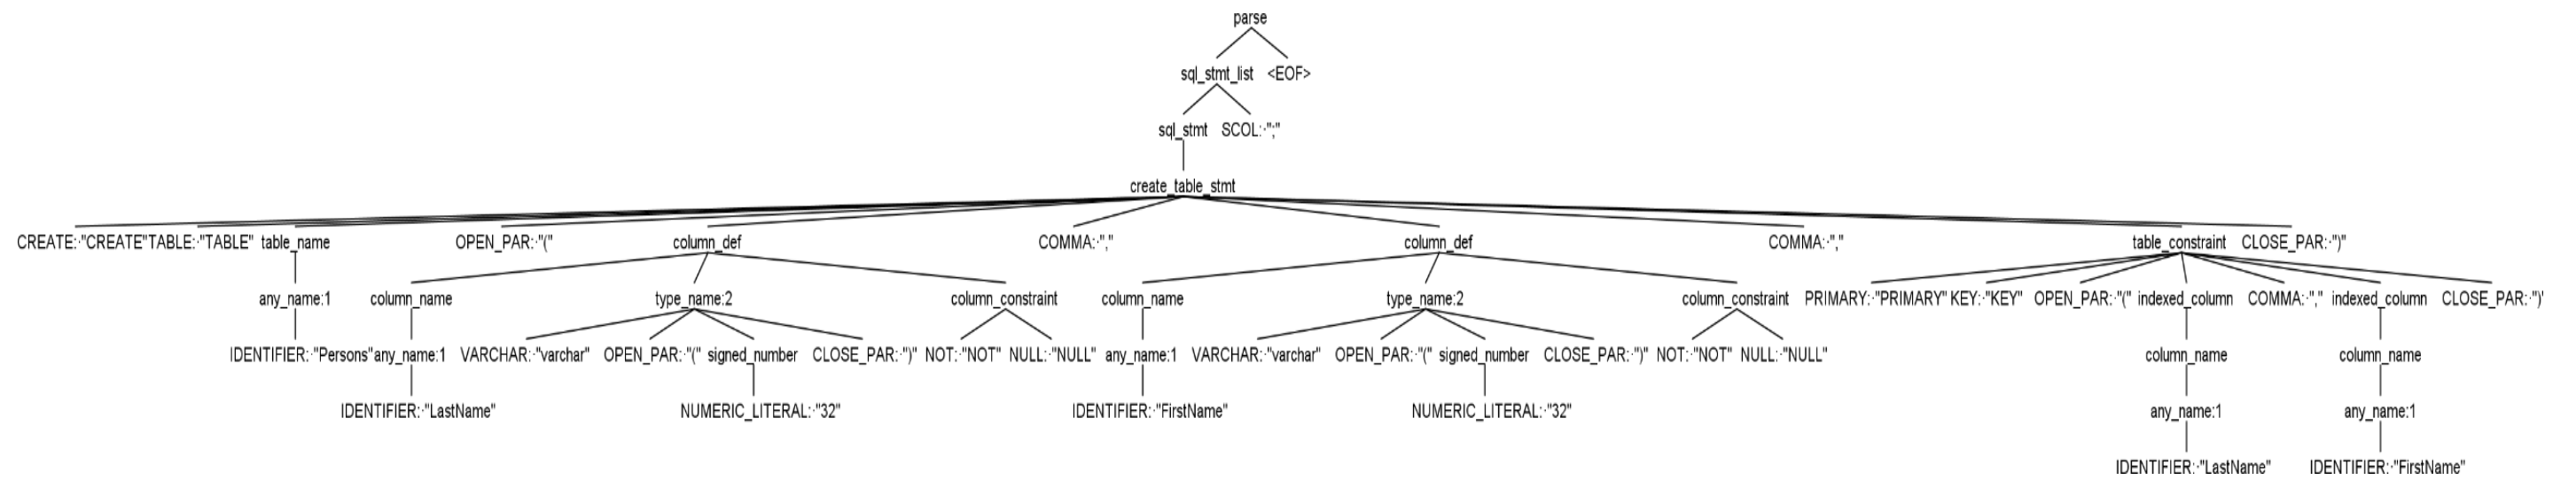 parse
sql_stmt_list <EOF>
sql_stmt SCOL:·";"
create_table_stmt
CREATE:·"CREATE" TABLE:·"TABLE" table_name OPEN_PAR:·"(" column_def COMMA:·"," column_def COMMA:·"," table_constraint CLOSE_PAR:·")"
any_name:1 column_name type_name:2 column_constraint column_name type_name:2 column_constraint PRIMARY:·"PRIMARY" KEY:·"KEY" OPEN_PAR:·"(" indexed_column COMMA:·"," indexed_column CLOSE_PAR:·")'
IDENTIFIER:·"Persons" any_name:1 VARCHAR:·"varchar" OPEN_PAR:·"(" signed_number CLOSE_PAR:·")" NOT:·"NOT" NULL:·"NULL" any_name:1 VARCHAR:·"varchar" OPEN_PAR:·"(" signed_number CLOSE_PAR:·")" NOT:·"NOT" NULL:·"NULL" column_name column_name
IDENTIFIER:·"LastName" NUMERIC_LITERAL:·"32" IDENTIFIER:·"FirstName" NUMERIC_LITERAL:·"32" any_name:1 any_name:1
IDENTIFIER:·"LastName" IDENTIFIER:·"FirstName"